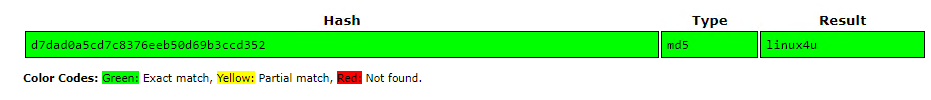 Hash Type Result
d7dad0a5cd7c8376eeb50d69b3ccd352 md5 linux4u
Color Codes: Green: Exact match, Yellow: Partial match, Red: Not found.